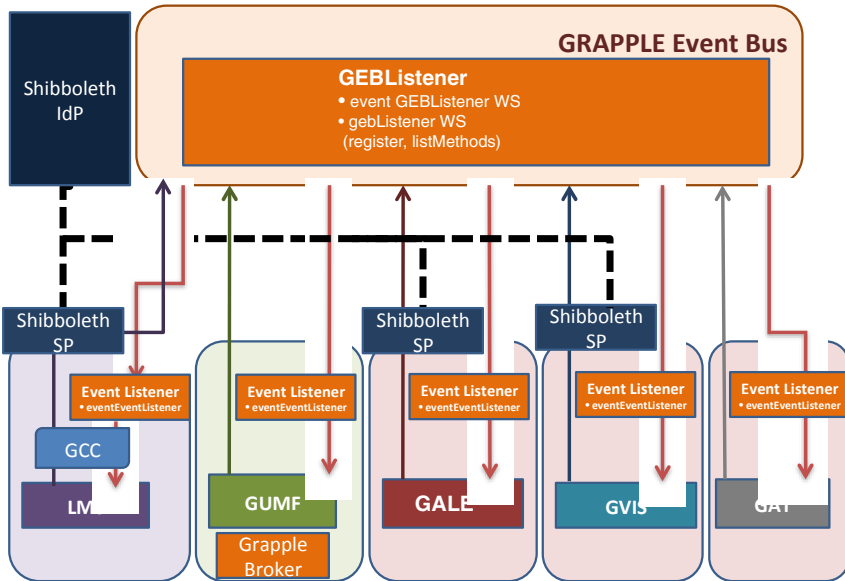 GRAPPLE Event Bus
Shibboleth
IdP
GEBListener
• event GEBListener WS
• gebListener WS
(register, listMethods)
Shibboleth
SP
Shibboleth
SP
Shibboleth
SP
Event Listener
• eventEventListener
Event Listener
• eventEventListener
Event Listener
• eventEventListener
Event Listener
• eventEventListener
Event Listener
• eventEventListener
GCC
GUMF
GALE
GVIS
GAT
Grapple
Broker